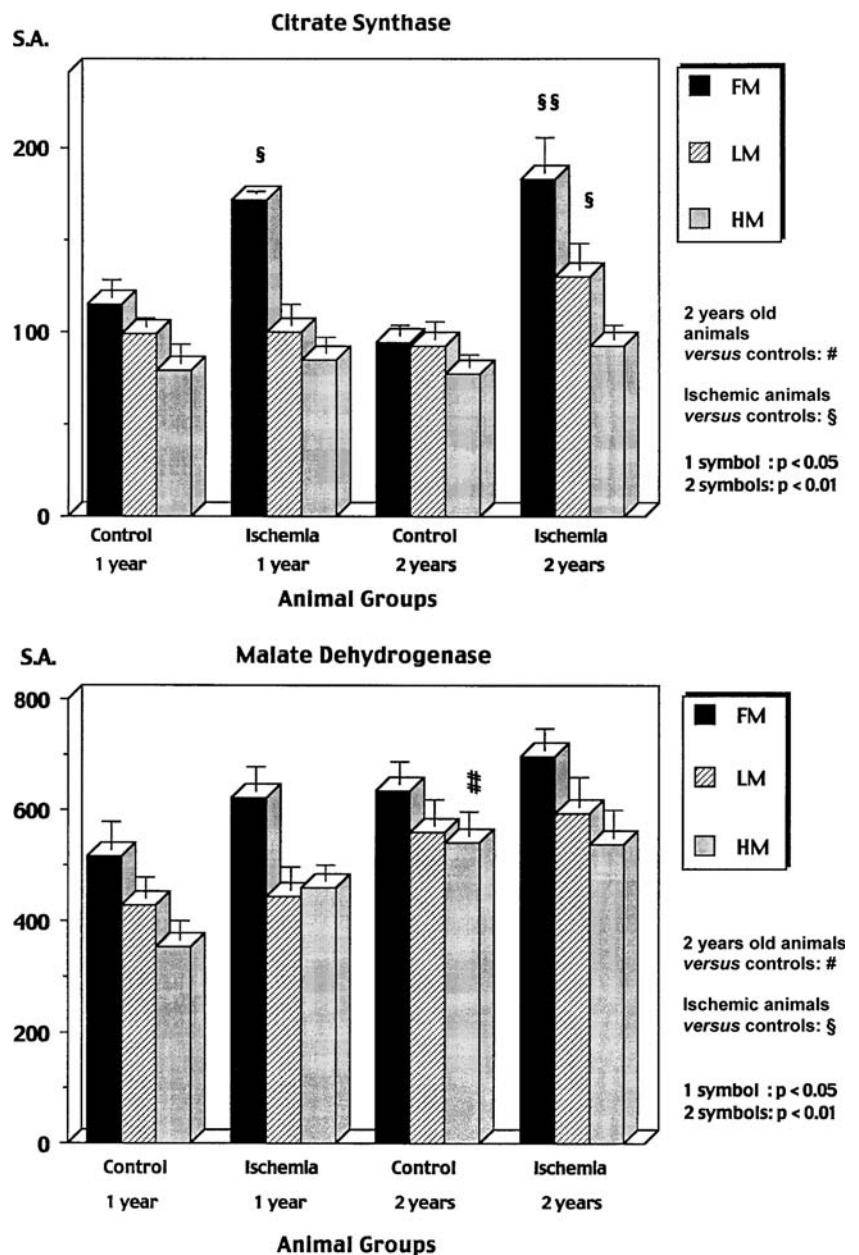 Citrate Synthase
S.A.
200
100
0
Control
1 year
Ischemia
1 year
Control
2 years
Ischemia
2 years
Animal Groups
§
§§
§
FM
LM
HM
2 years old
animals
versus controls: #
Ischemic animals
versus controls: §
1 symbol : p < 0.05
2 symbols: p < 0.01
Malate Dehydrogenase
S.A.
800
600
400
200
0
Control
1 year
Ischemia
1 year
Control
2 years
Ischemia
2 years
Animal Groups
##
FM
LM
HM
2 years old animals
versus controls: #
Ischemic animals
versus controls: §
1 symbol : p < 0.05
2 symbols: p < 0.01